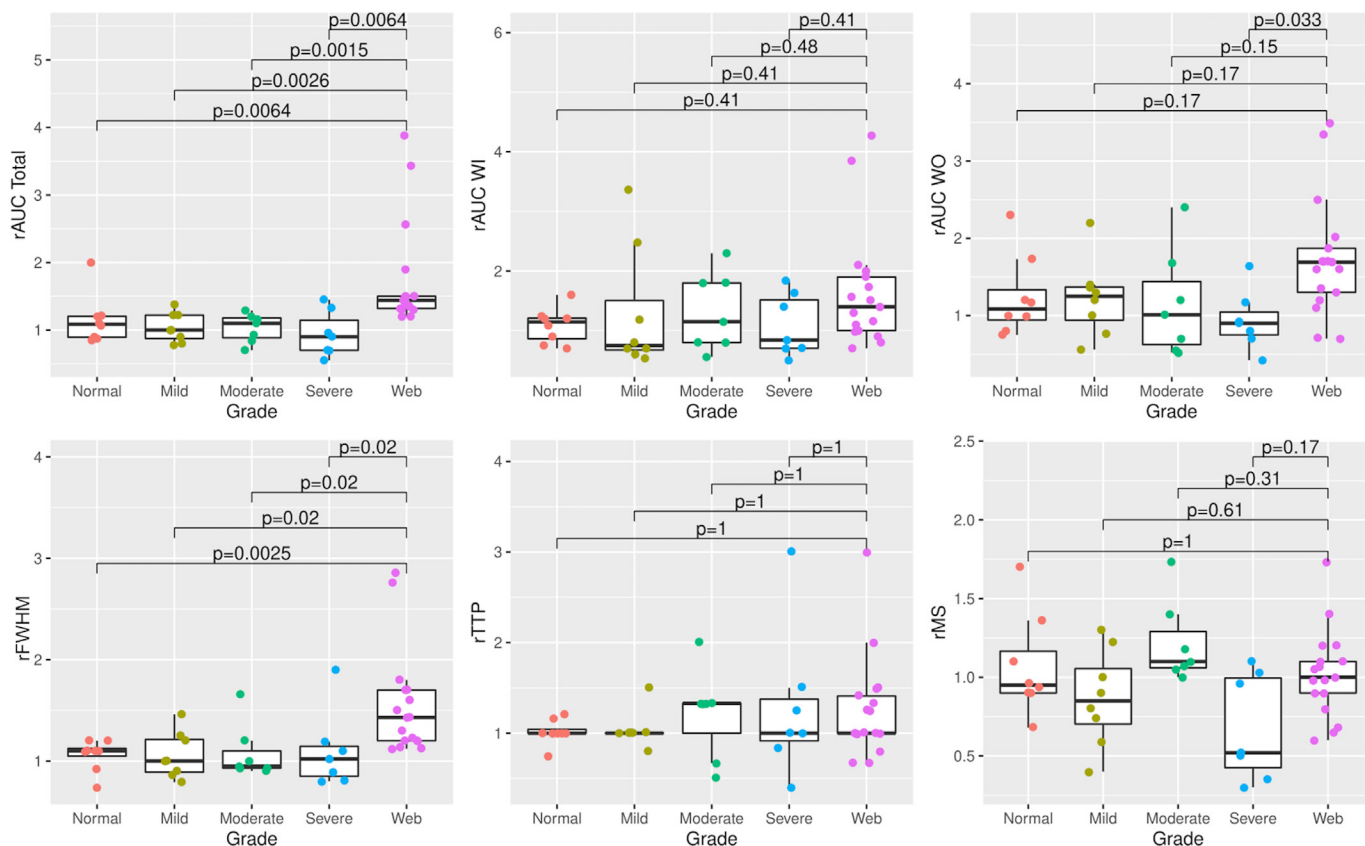 p=0.0064
p=0.0015
p=0.0026
p=0.0064
5
4
3
2
1
rAUC Total
Normal Mild Moderate Severe Web
Grade
p=0.41
p=0.48
p=0.41
p=0.41
6
4
2
rAUC WI
Normal Mild Moderate Severe Web
Grade
p=0.033
p=0.15
p=0.17
p=0.17
4
3
2
1
rAUC WO
Normal Mild Moderate Severe Web
Grade
p=0.02
p=0.02
p=0.02
p=0.0025
4
3
2
1
rFWHM
Normal Mild Moderate Severe Web
Grade
p=1
p=1
p=1
p=1
4
3
2
1
rTTP
Normal Mild Moderate Severe Web
Grade
p=0.17
p=0.31
p=0.61
p=1
2.5
2.0
1.5
1.0
0.5
rMS
Normal Mild Moderate Severe Web
Grade